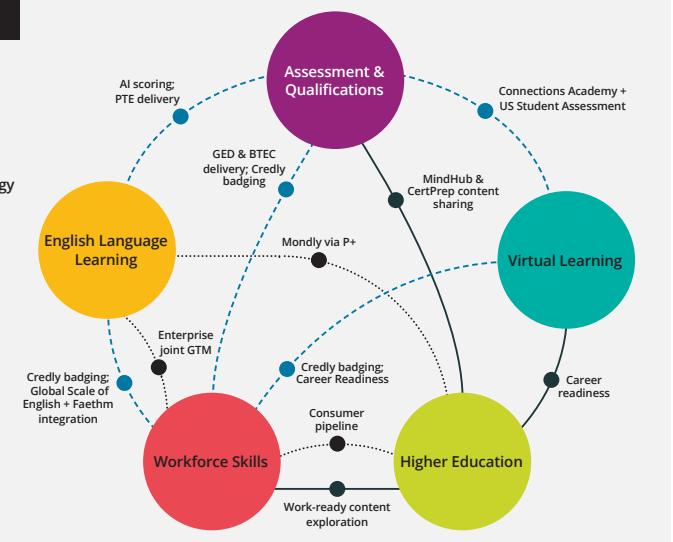 Assessment &
Qualifications
AI scoring;
PTE delivery
Connections Academy +
US Student Assessment
GED & BTEC
delivery; Credly
badging
MindHub &
CertPrep content
sharing
gy
English Language
Learning
Mondly via P+
Virtual Learning
Enterprise
joint GTM
Credly badging;
Global Scale of
English + Faethm
integration
Credly badging;
Career Readiness
Career
readiness
Consumer
pipeline
Workforce Skills
Higher Education
Work-ready content
exploration